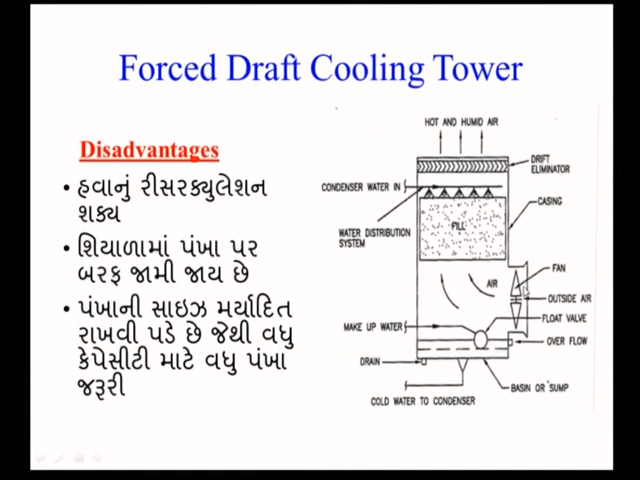 Forced Draft Cooling Tower
Disadvantages
• હવાનું રીસરક્યુલેશન
શક્ય
• શિયાળામાં પંખા પર
બરફ જામી જાય છે
• પંખાની સાઇઝ મર્યાદિત
રાખવી પડે છે જેથી વધુ
કેપેસીટી માટે વધુ પંખા
જરૂરી
HOT AND HUMID AIR
DRIFT
ELIMINATOR
CONDENSER WATER IN
CASING
WATER DISTRIBUTION
SYSTEM
FILL
FAN
AIR
OUTSIDE AIR
FLOAT VALVE
MAKE UP WATER
OVER FLOW
DRAIN
BASIN OR SUMP
COLD WATER TO CONDENSER